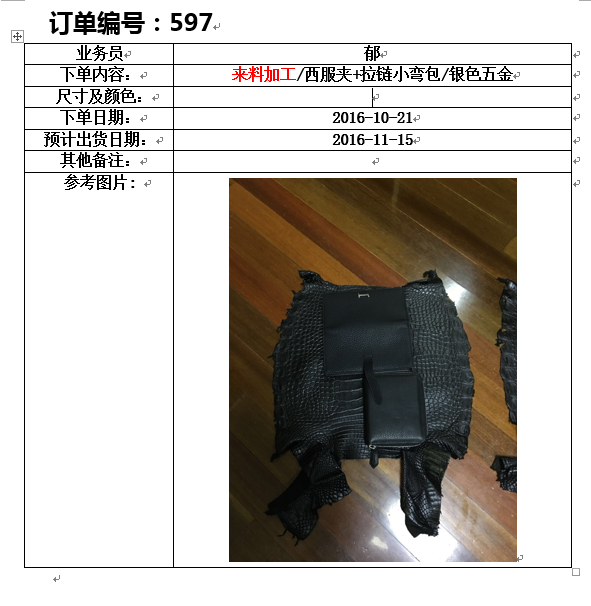 订单编号：597
业务员 郁
下单内容： 来料加工/西服夹+拉链小弯包/银色五金
尺寸及颜色：
下单日期： 2016-10-21
预计出货日期： 2016-11-15
其他备注：
参考图片：